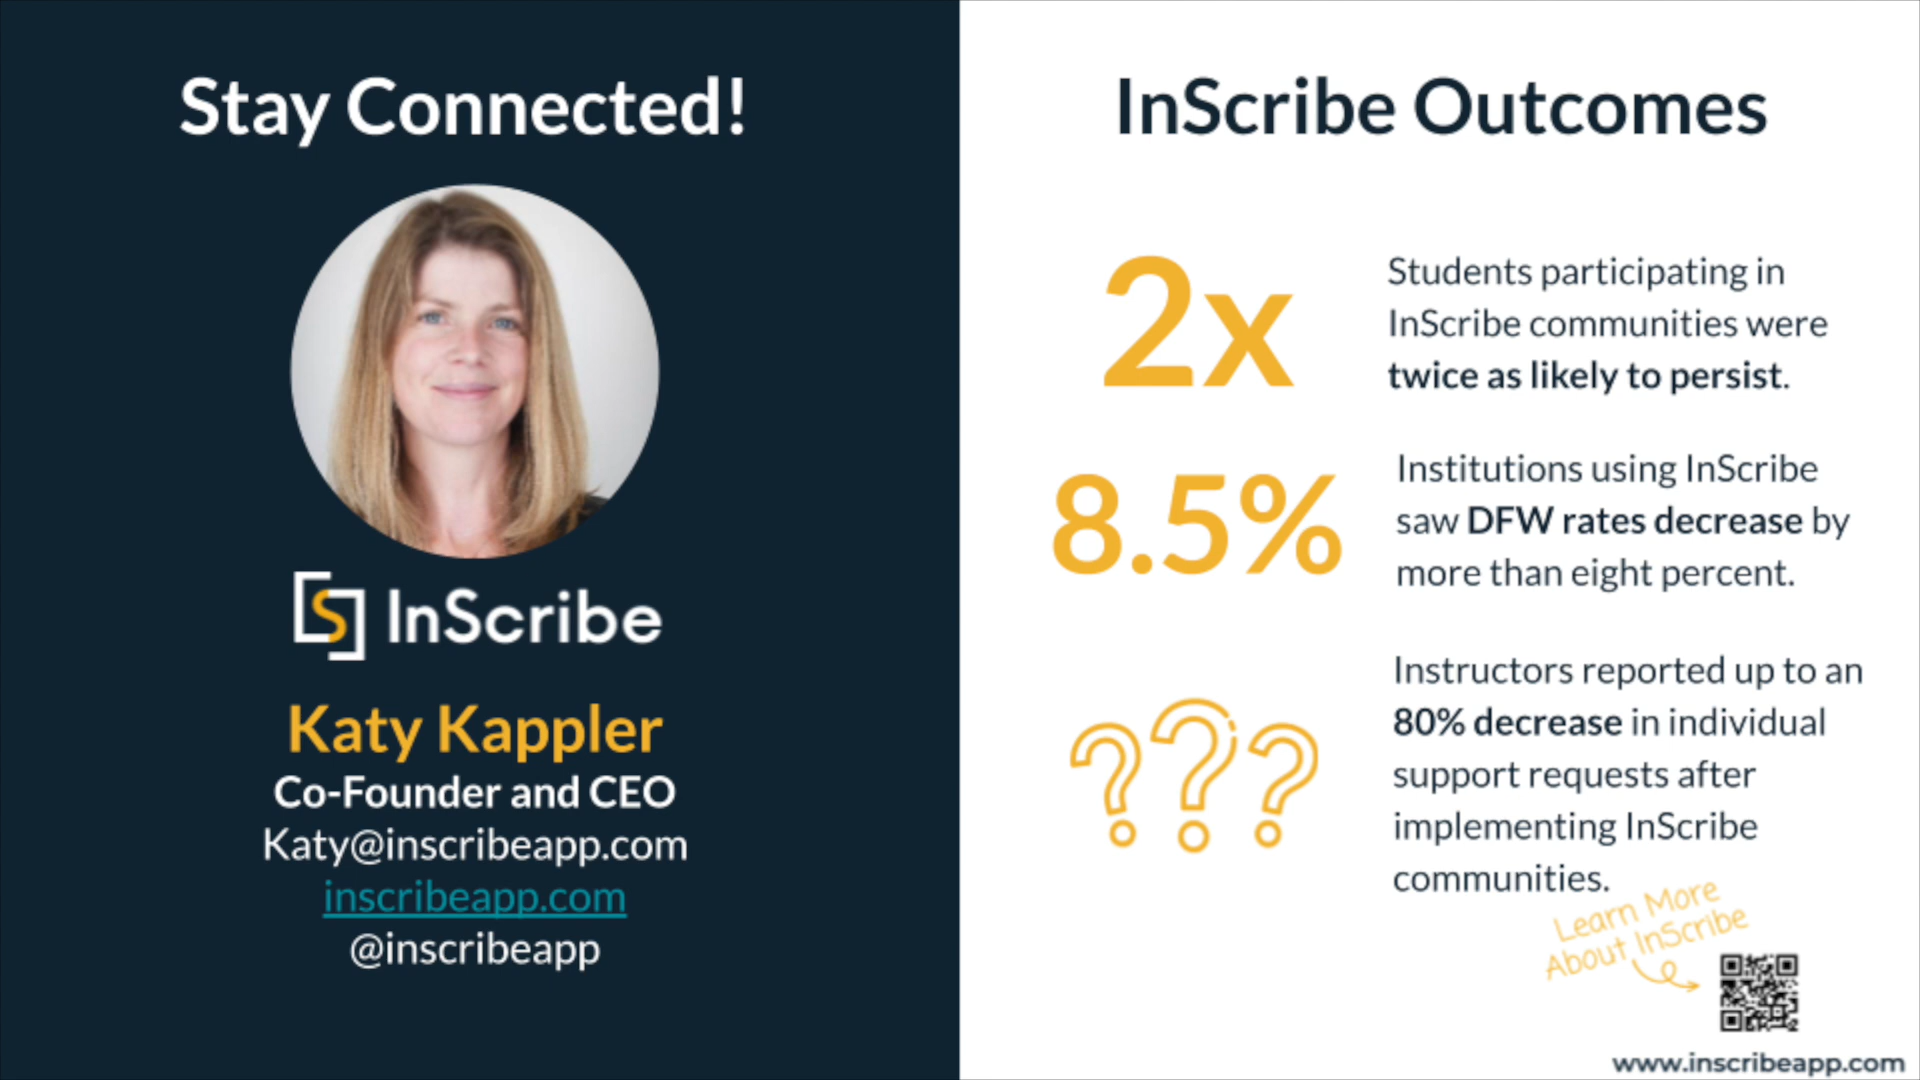 Stay Connected!
InScribe
Katy Kappler
Co-Founder and CEO
Katy@inscribeapp.com
inscribeapp.com
@inscribeapp
InScribe Outcomes
2x
Students participating in
InScribe communities were
twice as likely to persist.
8.5%
Institutions using InScribe
saw DFW rates decrease by
more than eight percent.
???
Instructors reported up to an
80% decrease in individual
support requests after
implementing InScribe
communities.
Learn More
About InScribe
www.inscribeapp.com